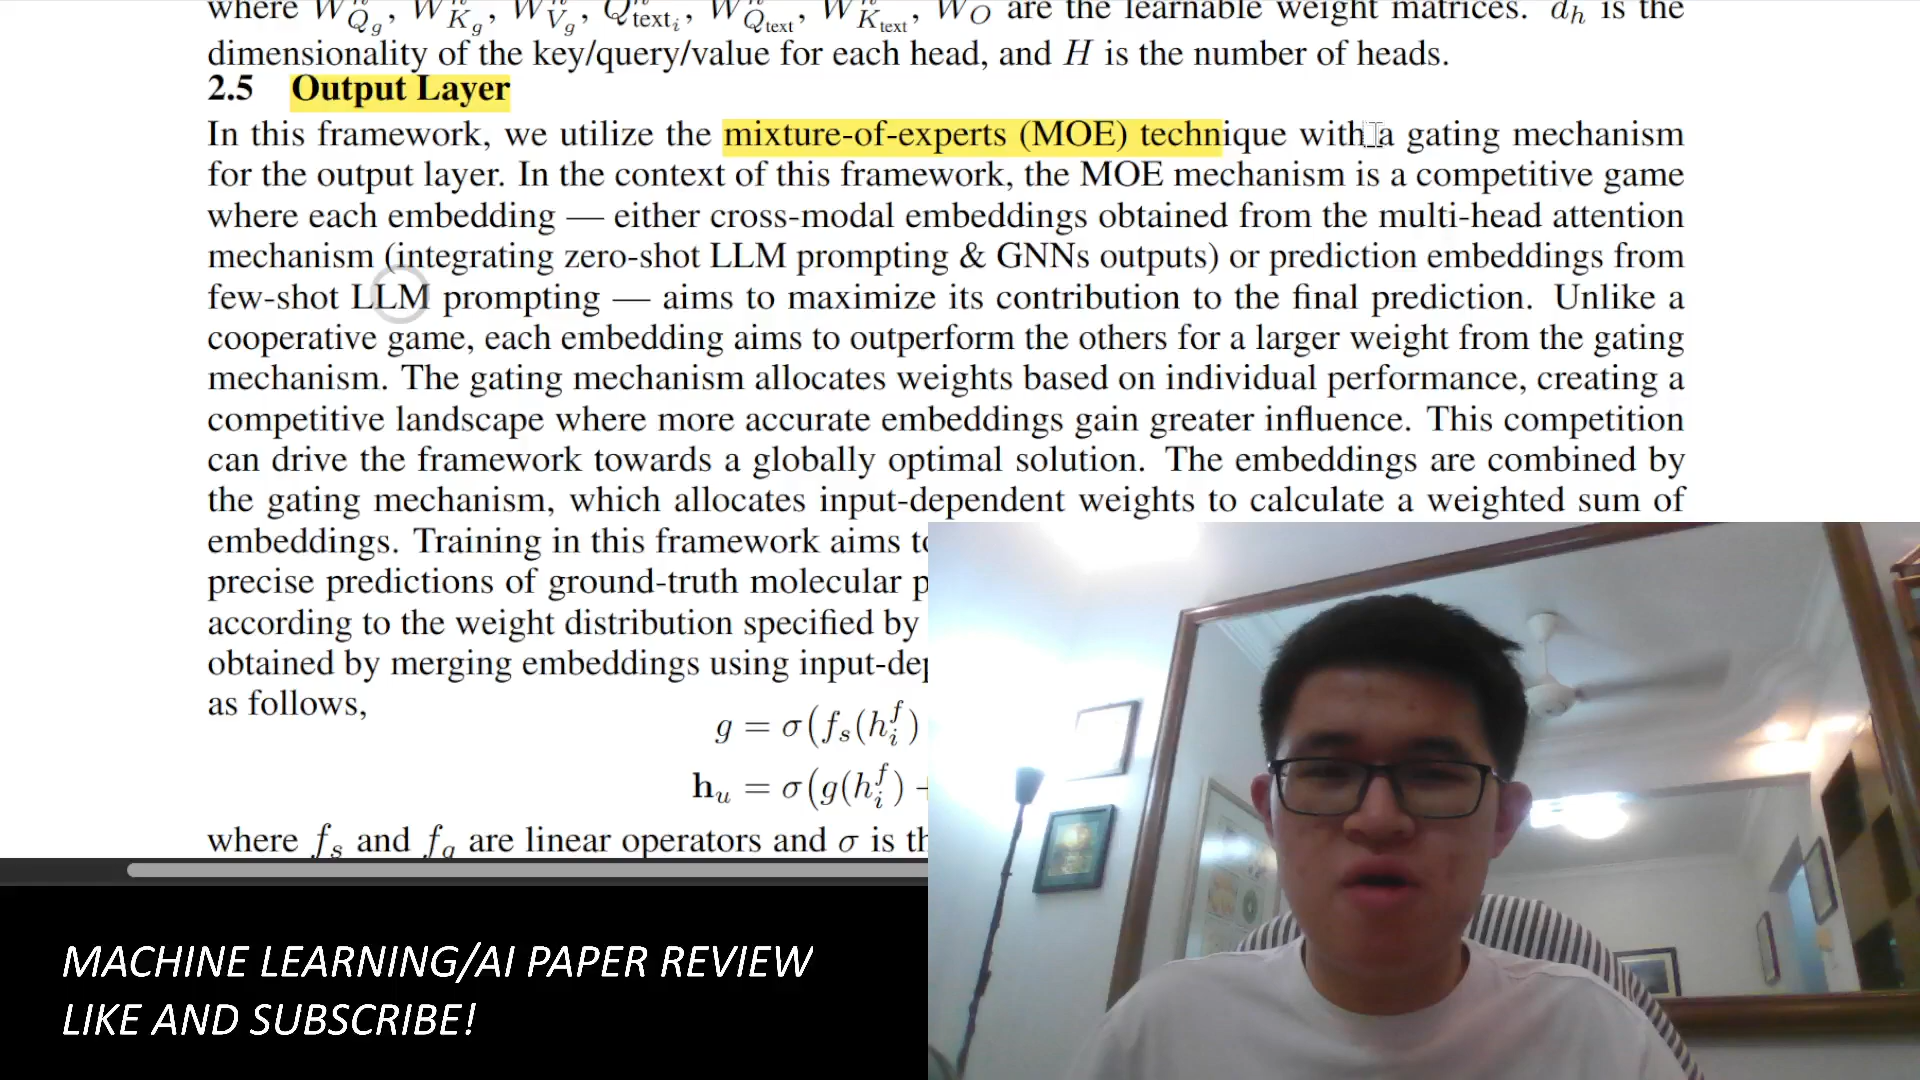 where W^h_{Q_g}, W^h_{K_g}, W^h_{V_g}, Q^h_{text_i}, W^h_{Q_text}, W^h_{K_text}, W_O are the learnable weight matrices. d_h is the
dimensionality of the key/query/value for each head, and H is the number of heads.
2.5 Output Layer
In this framework, we utilize the mixture-of-experts (MOE) technique with a gating mechanism
for the output layer. In the context of this framework, the MOE mechanism is a competitive game
where each embedding — either cross-modal embeddings obtained from the multi-head attention
mechanism (integrating zero-shot LLM prompting & GNNs outputs) or prediction embeddings from
few-shot LLM prompting — aims to maximize its contribution to the final prediction. Unlike a
cooperative game, each embedding aims to outperform the others for a larger weight from the gating
mechanism. The gating mechanism allocates weights based on individual performance, creating a
competitive landscape where more accurate embeddings gain greater influence. This competition
can drive the framework towards a globally optimal solution. The embeddings are combined by
the gating mechanism, which allocates input-dependent weights to calculate a weighted sum of
embeddings. Training in this framework aims
precise predictions of ground-truth molecular
according to the weight distribution specified by
obtained by merging embeddings using
as follows,
g = σ(f_s(h_i^f)
h_u = σ(g(h_i^f)
where f_s and f_g are linear operators and σ is
MACHINE LEARNING/AI PAPER REVIEW
LIKE AND SUBSCRIBE!